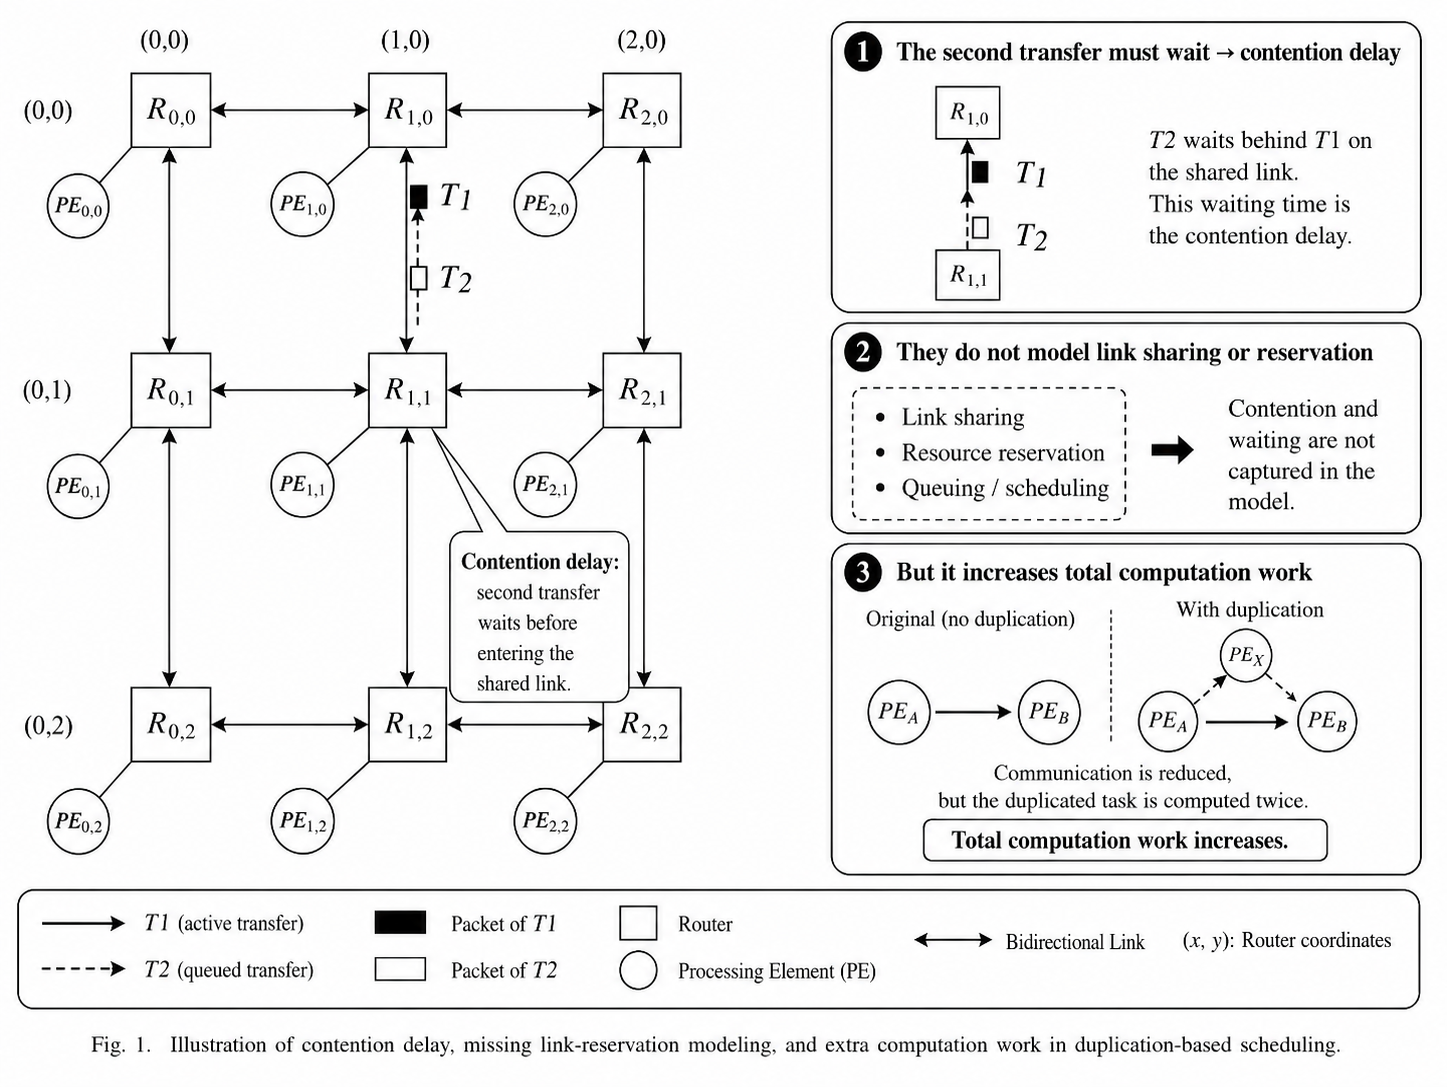 (0,0) (1,0) (2,0)
(0,0) R0,0 R1,0 R2,0
PE0,0 PE1,0 PE2,0
T1
T2
(0,1) R0,1 R1,1 R2,1
PE0,1 PE1,1 PE2,1
Contention delay:
second transfer
waits before
entering the
shared link.
(0,2) R0,2 R1,2 R2,2
PE0,2 PE1,2 PE2,2
1 The second transfer must wait → contention delay
R1,0
T1
T2
R1,1
T2 waits behind T1 on
the shared link.
This waiting time is
the contention delay.
2 They do not model link sharing or reservation
• Link sharing
• Resource reservation
• Queuing / scheduling
Contention and
waiting are not
captured in the
model.
3 But it increases total computation work
Original (no duplication)
PEA PEB
With duplication
PEX
PEA PEB
Communication is reduced,
but the duplicated task is computed twice.
Total computation work increases.
T1 (active transfer) Packet of T1 Router
T2 (queued transfer) Packet of T2 Processing Element (PE)
Bidirectional Link (x, y): Router coordinates
Fig. 1. Illustration of contention delay, missing link-reservation modeling, and extra computation work in duplication-based scheduling.